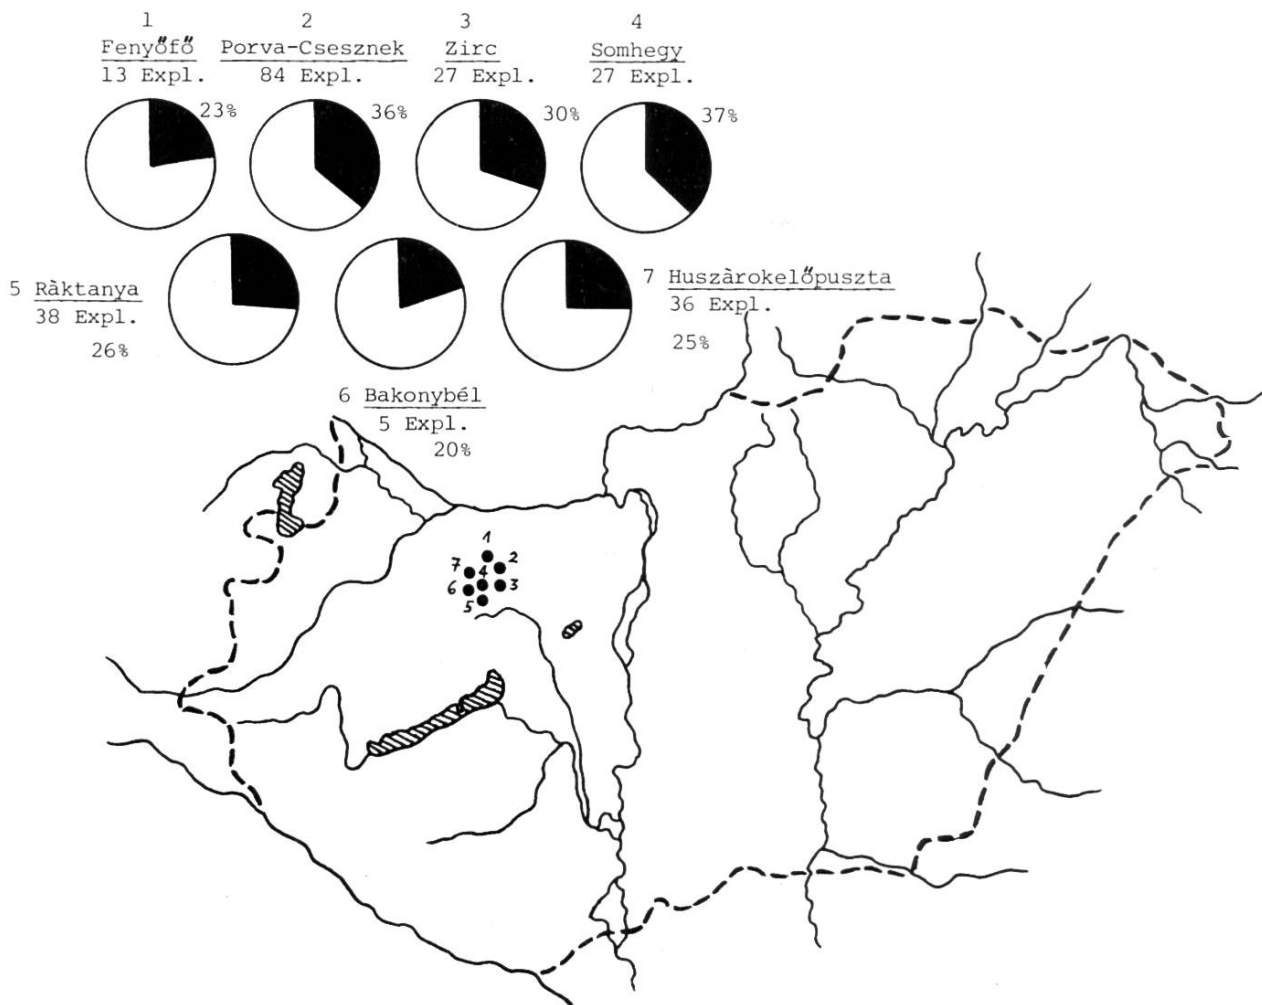 1
Fenyőfő
13 Expl.
23%
2
Porva-Csesznek
84 Expl.
36%
3
Zirc
27 Expl.
30%
4
Somhegy
27 Expl.
37%
5 Ràktanya
38 Expl.
26%
6 Bakonybél
5 Expl.
20%
7 Huszàrokelőpuszta
36 Expl.
25%
1
2
7
4
6
3
5